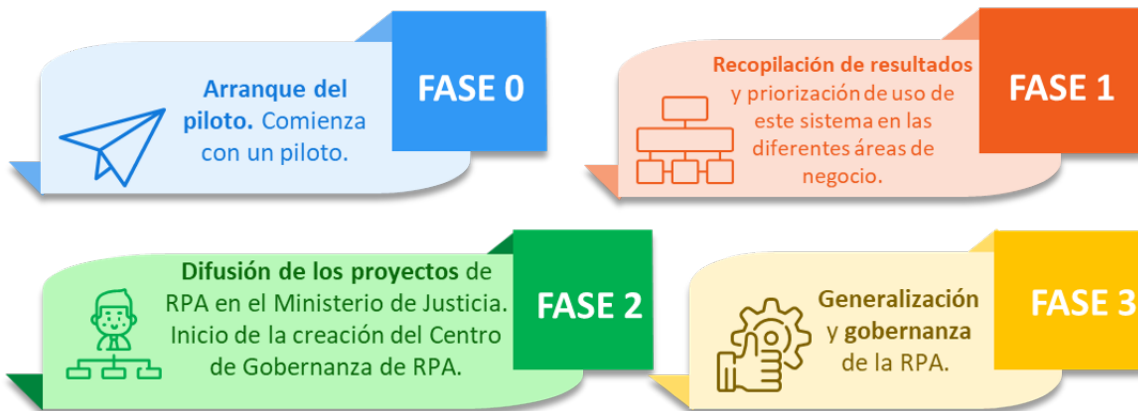 Arranque del
piloto. Comienza
con un piloto.
FASE 0
Recopilación de resultados
y priorización de uso de
este sistema en las
diferentes áreas de
negocio.
FASE 1
Difusión de los proyectos de
RPA en el Ministerio de Justicia.
Inicio de la creación del Centro
de Gobernanza de RPA.
FASE 2
Generalización
y gobernanza
de la RPA.
FASE 3